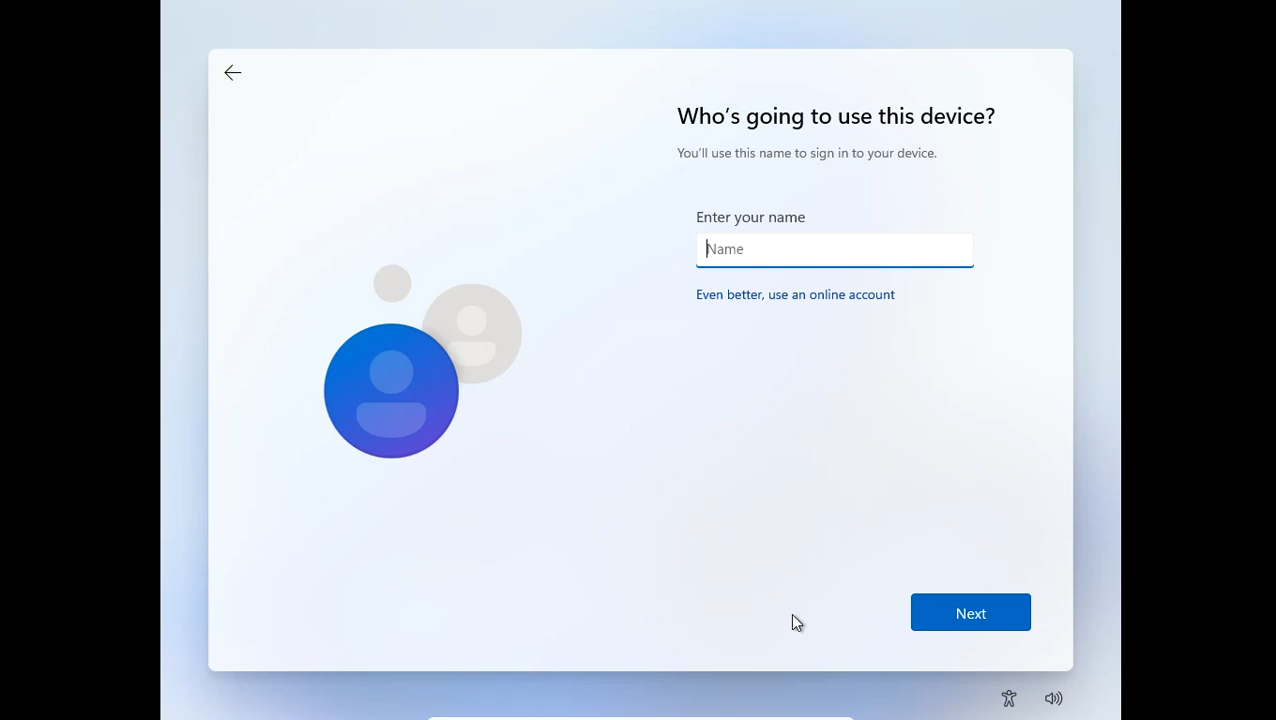 Who's going to use this device?
You'll use this name to sign in to your device.
Enter your name
Name
Even better, use an online account
Next